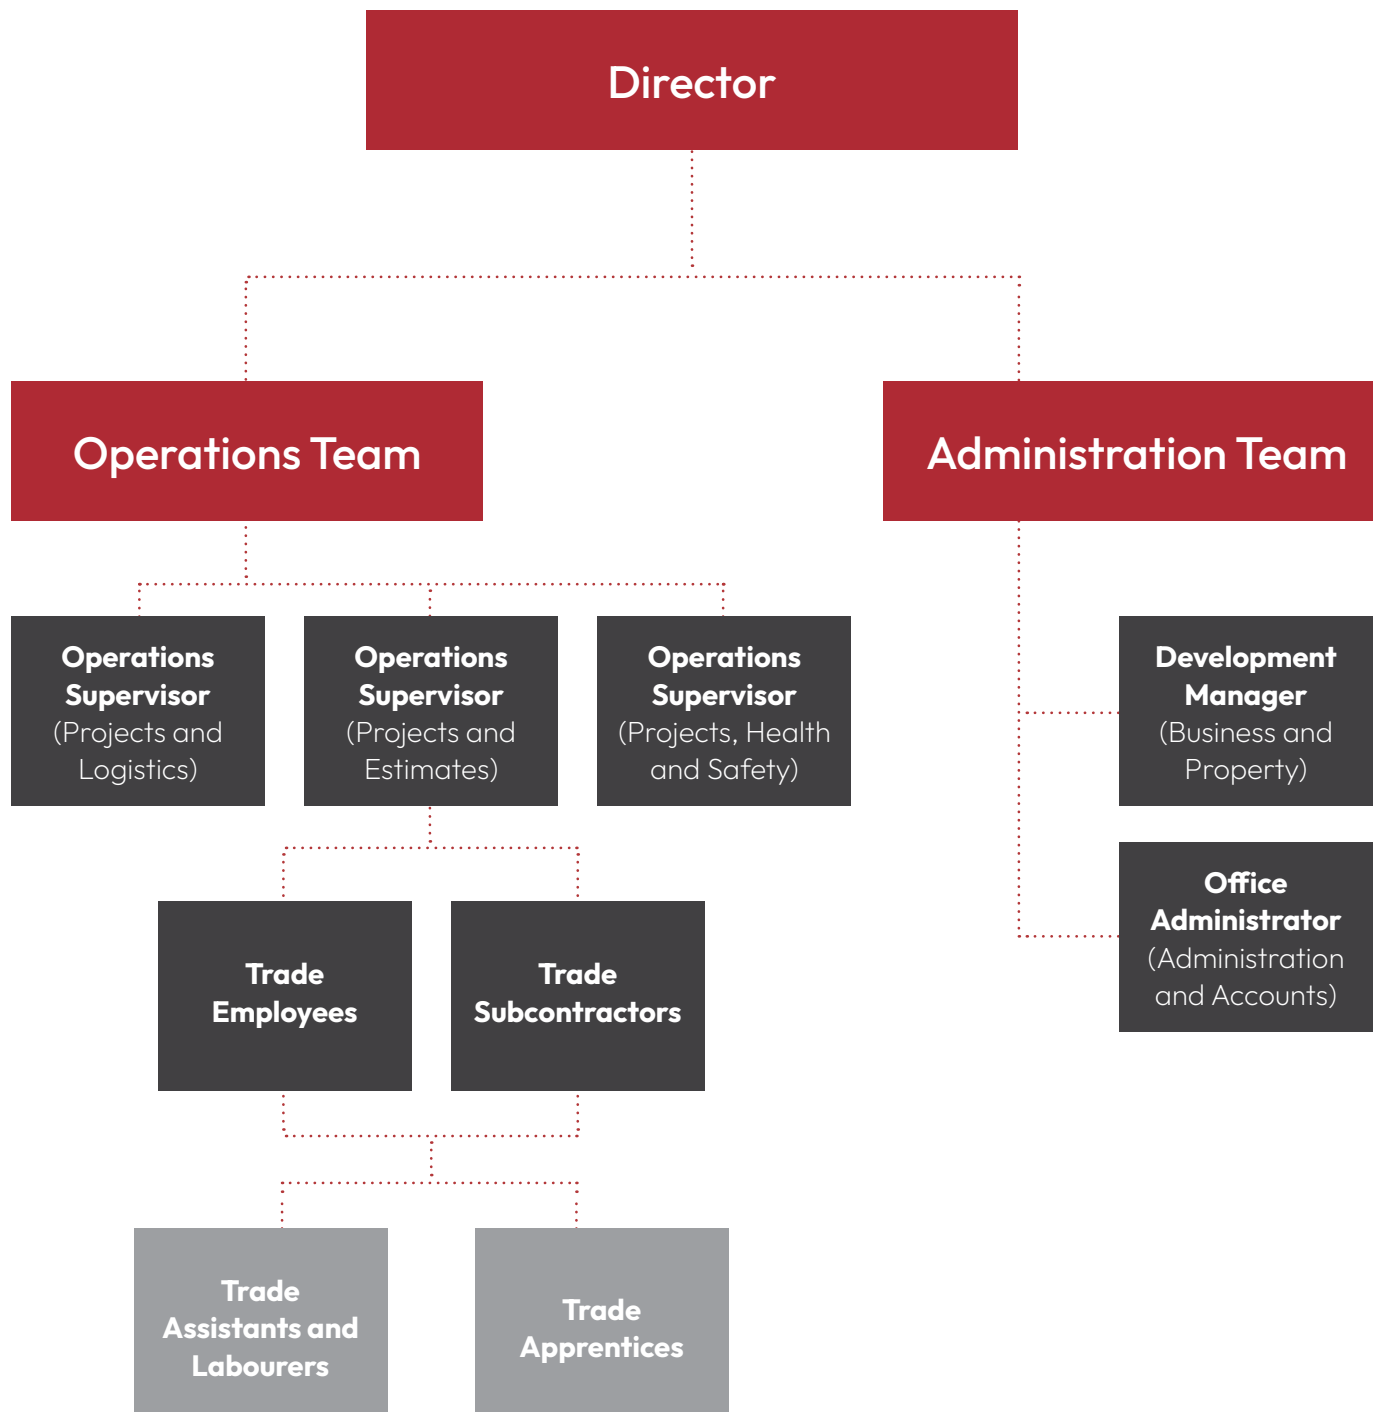 Director
Operations Team
Administration Team
Operations
Supervisor
(Projects and
Logistics)
Operations
Supervisor
(Projects and
Estimates)
Operations
Supervisor
(Projects, Health
and Safety)
Development
Manager
(Business and
Property)
Office
Administrator
(Administration
and Accounts)
Trade
Employees
Trade
Subcontractors
Trade
Assistants and
Labourers
Trade
Apprentices